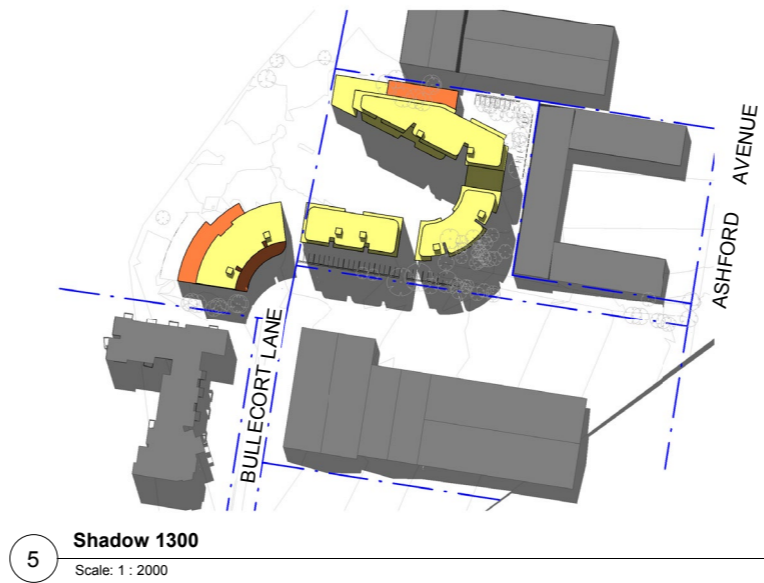 ASHFORD AVENUE
BULLECORT LANE
5
Shadow 1300
Scale: 1 : 2000